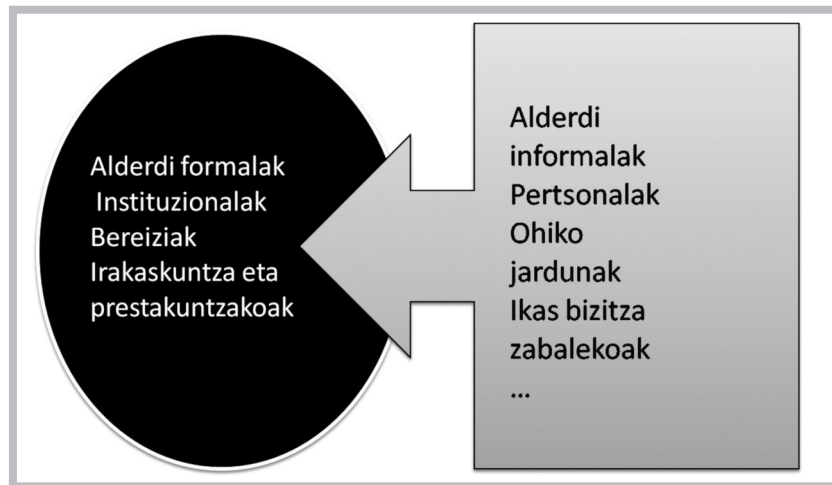 Alderdi formalak
Instituzionalak
Bereiziak
Irakaskuntza eta
prestakuntzakoak
Alderdi
informalak
Pertsonalak
Ohiko
jardunak
Ikas bizitza
zabalekoak
...